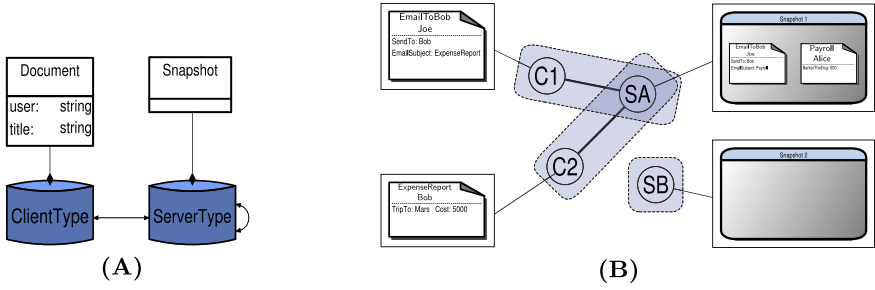 Document
user: string
title: string
Snapshot
ClientType
ServerType
(A)
EmailToBob
Joe
SendTo: Bob
EmailSubject: ExpenseReport
C1
SA
C2
SB
ExpenseReport
Bob
TripTo: Mars Cost: 5000
Snapshot 1
EmailToBob
Joe
SendTo: Bob
EmailSubject: Payroll
Payroll
Alice
BarkerTheDog: 500
Snapshot 2
(B)